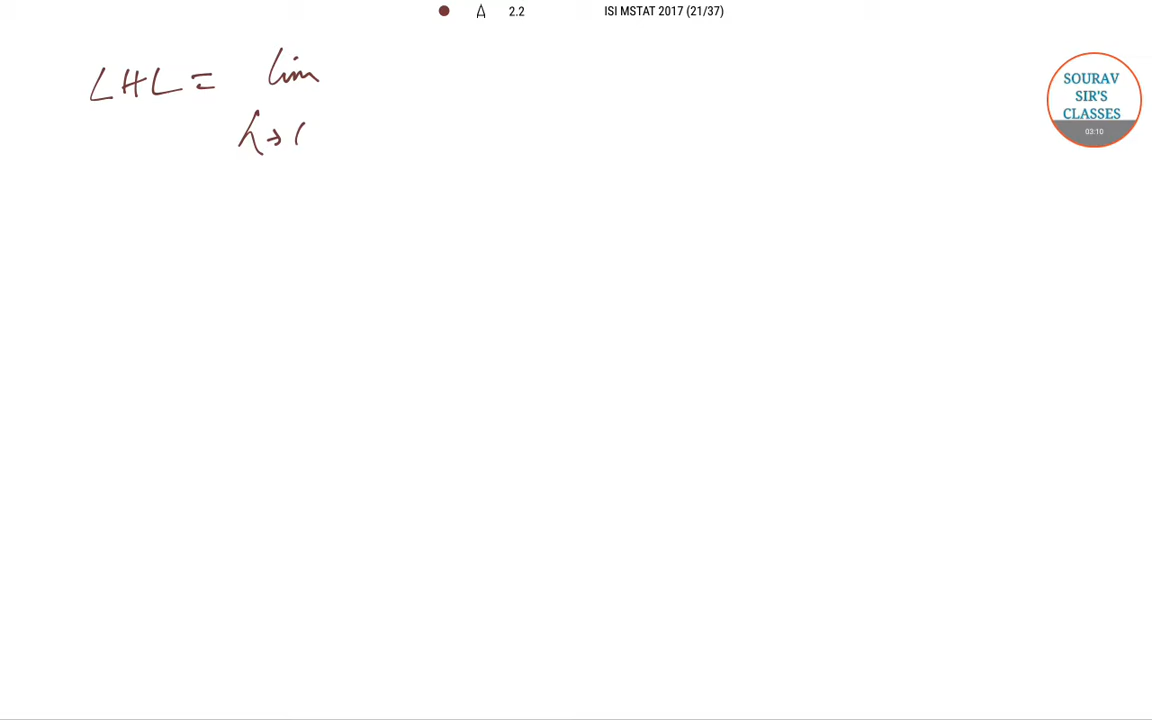 2.2 ISI MSTAT 2017 (21/37)
LHL = lim
h→
SOURAV
SIR'S
CLASSES
03:10